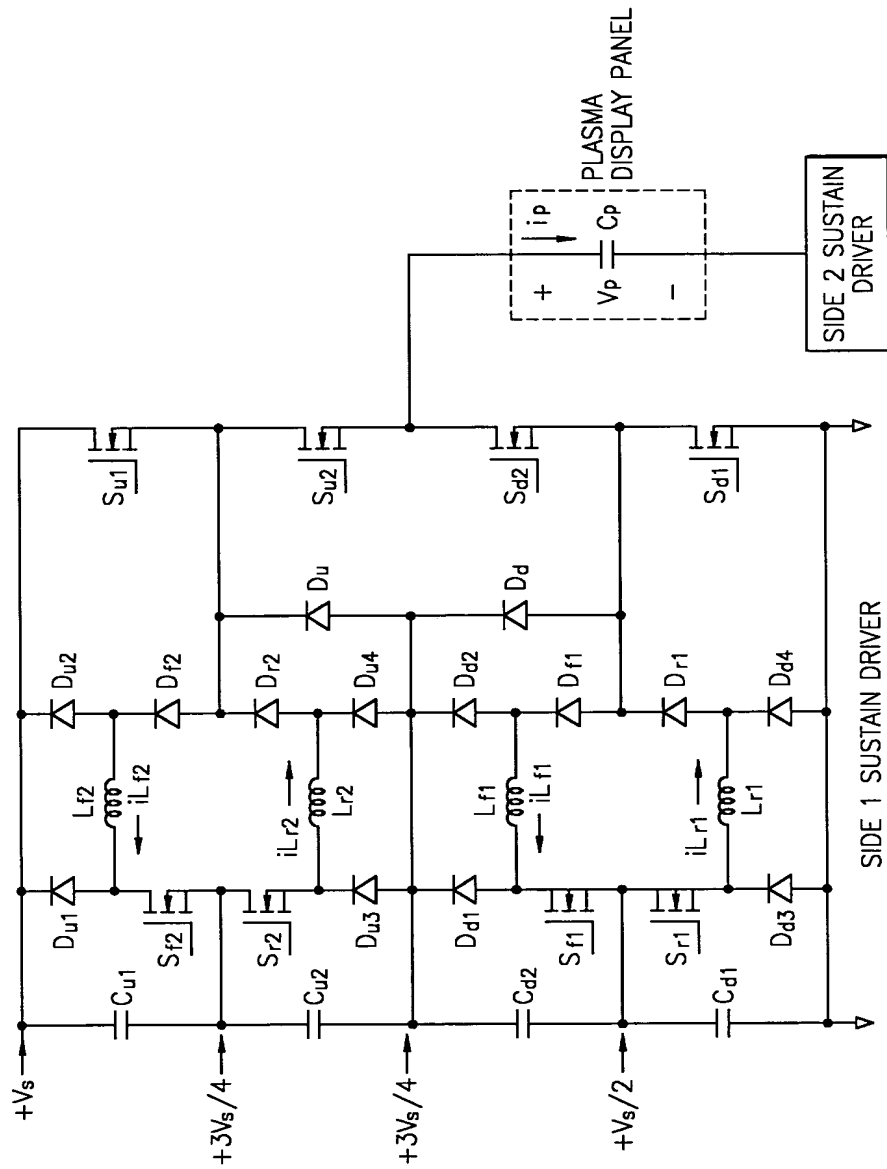 +Vs
+3Vs/4
+3Vs/4
+Vs/2
Cu1
Cu2
Cd2
Cd1
Du1
Sf2
Sr2
Du3
Dd1
Sf1
Sr1
Dd3
Lf2
iLf2
iLr2
Lr2
Lf1
iLf1
iLr1
Lr1
Du2
Df2
Dr2
Du4
Dd2
Df1
Dr1
Dd4
Du
Dd
Su1
Su2
Sd2
Sd1
PLASMA
DISPLAY PANEL
ip
+
Vp
Cp
−
SIDE 2 SUSTAIN
DRIVER
SIDE 1 SUSTAIN DRIVER